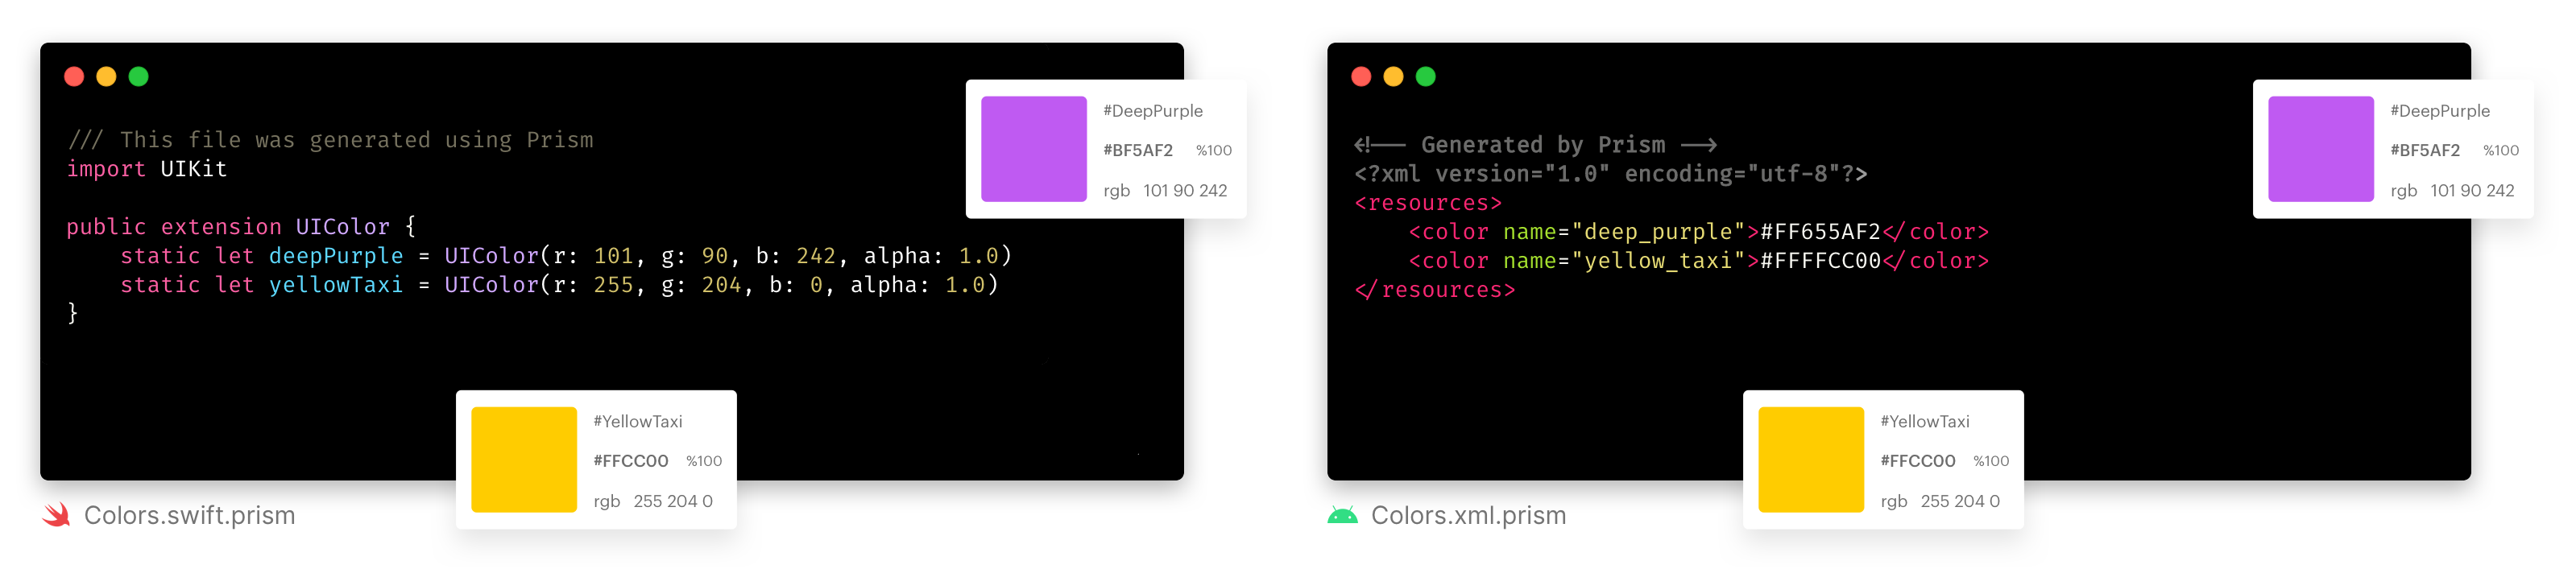 /// This file was generated using Prism
import UIKit
public extension UIColor {
    static let deepPurple = UIColor(r: 101, g: 90, b: 242, alpha: 1.0)
    static let yellowTaxi = UIColor(r: 255, g: 204, b: 0, alpha: 1.0)
}
#DeepPurple
#BF5AF2 %100
rgb 101 90 242
#YellowTaxi
#FFCC00 %100
rgb 255 204 0
Colors.swift.prism
<!-- Generated by Prism -->
<?xml version="1.0" encoding="utf-8"?>
<resources>
    <color name="deep_purple">#FF655AF2</color>
    <color name="yellow_taxi">#FFFFCC00</color>
</resources>
#DeepPurple
#BF5AF2 %100
rgb 101 90 242
#YellowTaxi
#FFCC00 %100
rgb 255 204 0
Colors.xml.prism